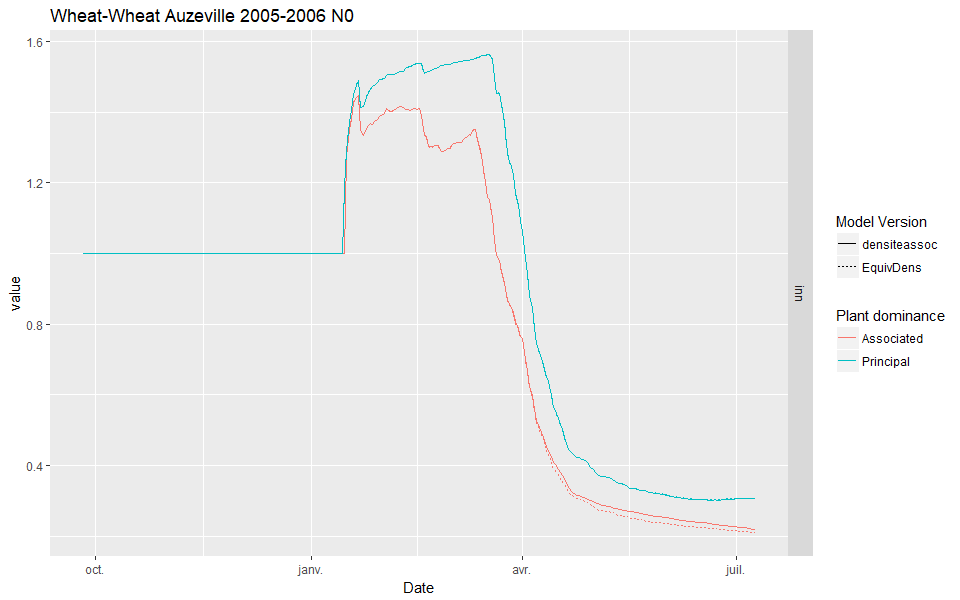 Wheat-Wheat Auzeville 2005-2006 N0
1.6
1.2
0.8
0.4
value
oct.
janv.
avr.
juil.
Date
inn
Model Version
densiteassoc
EquivDens
Plant dominance
Associated
Principal